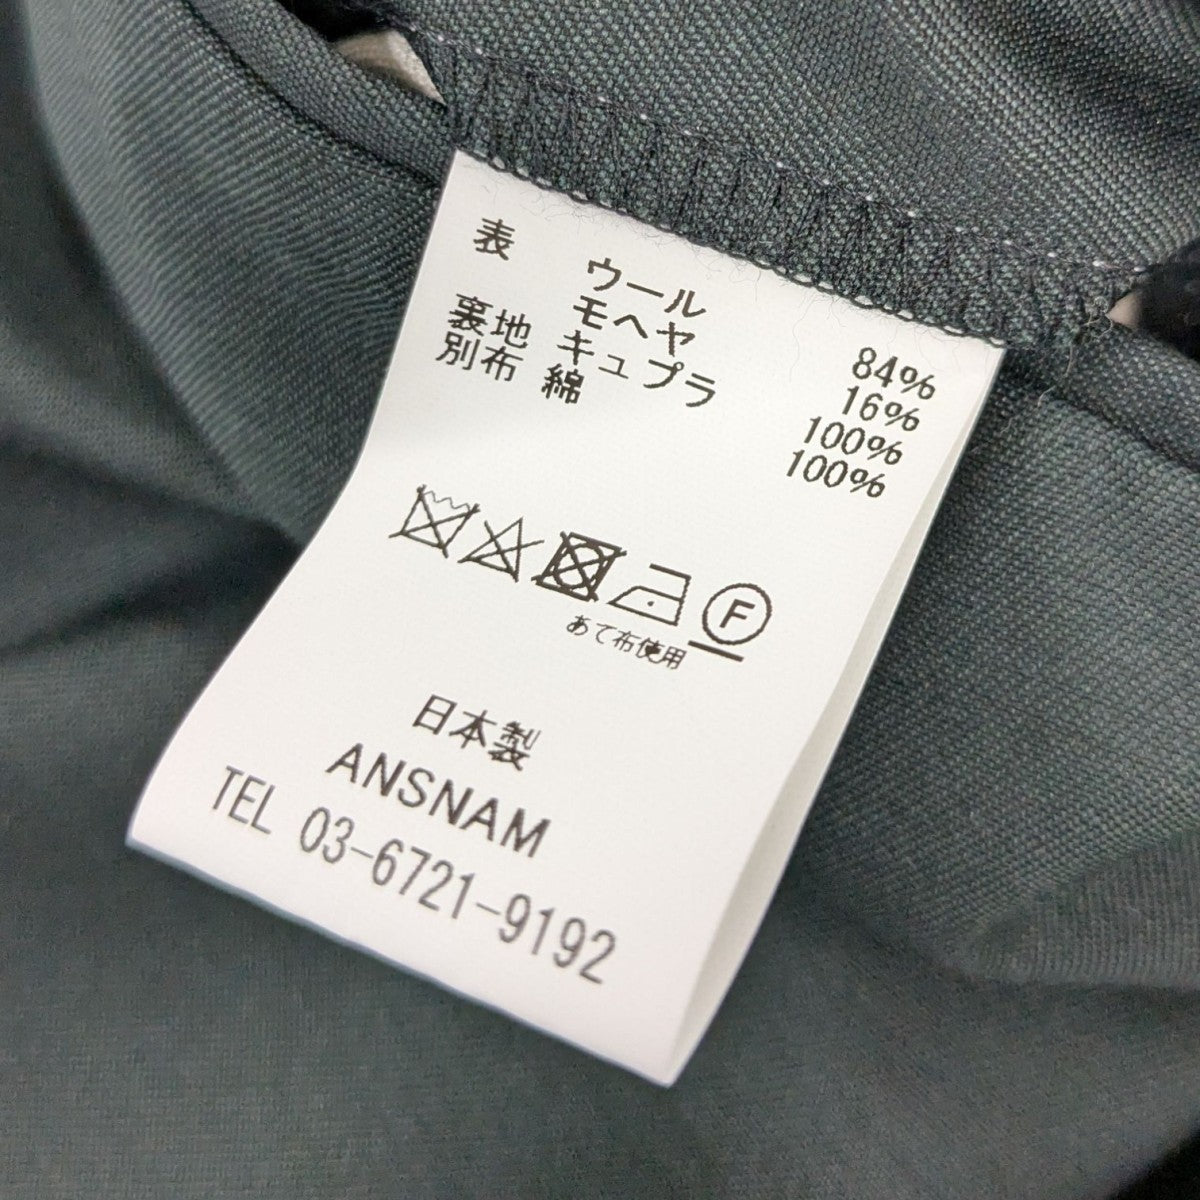 表 ウール 84%
モヘヤ 16%
裏地 キュプラ 100%
別布 綿 100%
F
あて布使用
日本製
ANSNAM
TEL 03-6721-9192